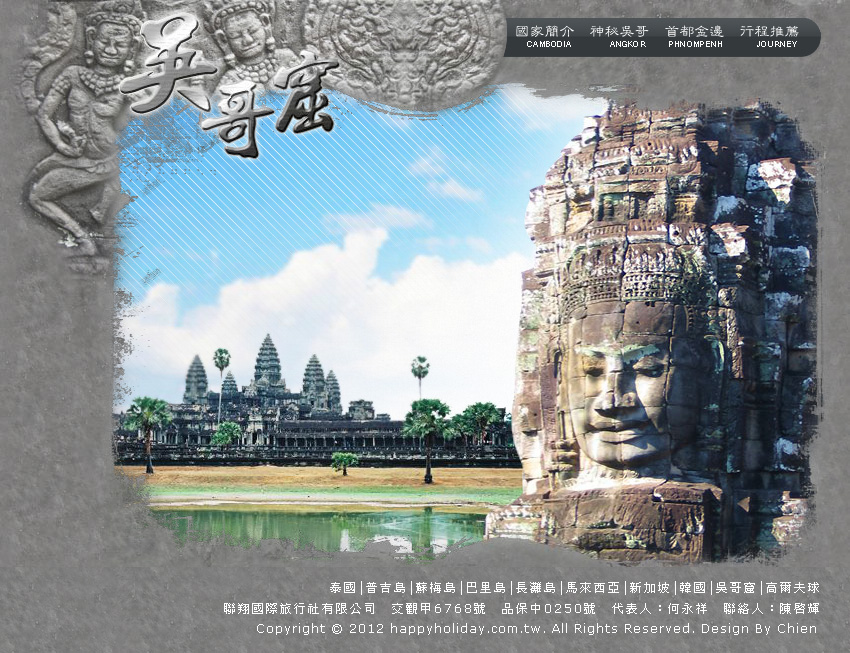 吳哥窟
國家簡介 神秘吳哥 首都金邊 行程推薦
CAMBODIA ANGKOR PHNOMPENH JOURNEY
泰國|普吉島|蘇梅島|巴里島|長灘島|馬來西亞|新加坡|韓國|吳哥窟|高爾夫球
聯翔國際旅行社有限公司 交觀甲6768號 品保中0250號 代表人：何永祥 聯絡人：陳啓輝
Copyright © 2012 happyholiday.com.tw. All Rights Reserved. Design By Chien